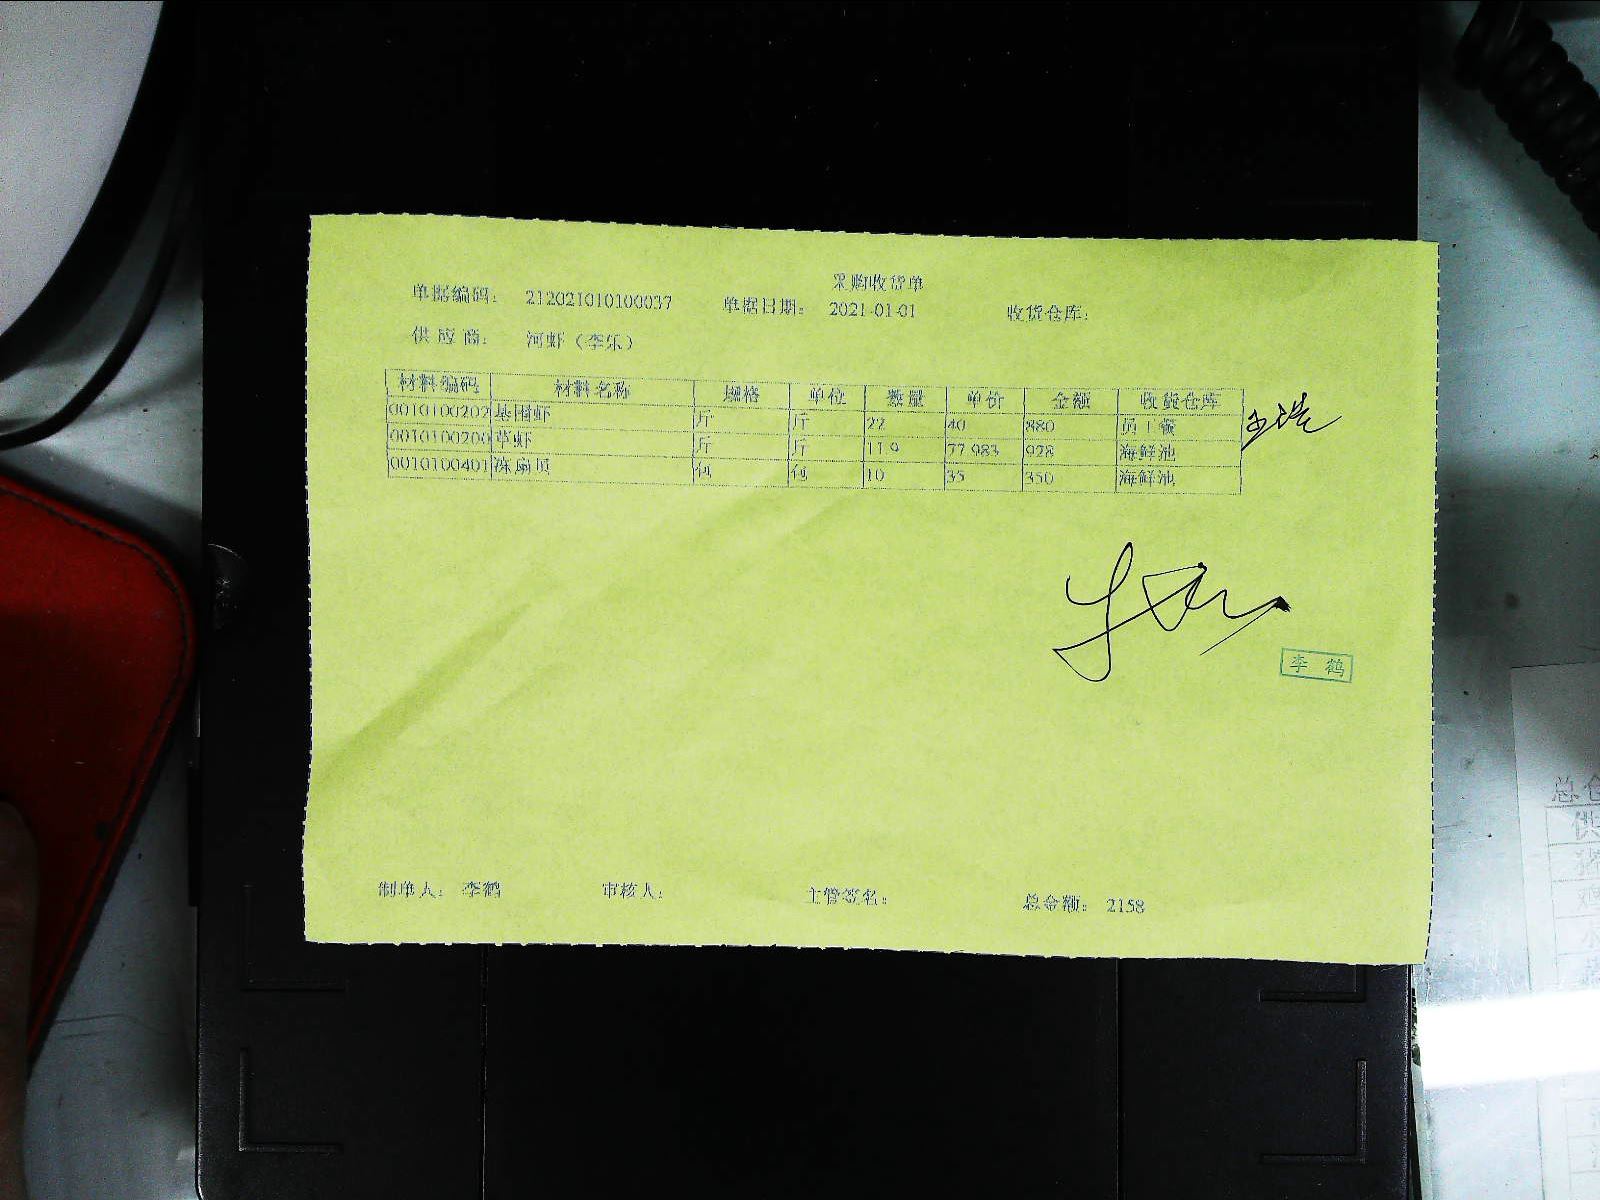 采购收货单
单据编码: 212021010100037 单据日期: 2021-01-01 收货仓库:
供应商: 河虾（李乐）
材料编码 材料名称 规格 单位 数量 单价 金额 收货仓库
0010100202 基围虾 斤 斤 22 40 880 员工餐
0010100200 草虾 斤 斤 11.9 77.983 928 海鲜池
0010100401 冻扇贝 包 包 10 35 350 海鲜池
李鹤
制单人: 李鹤 审核人: 主管签名: 总金额: 2158
总仓
供